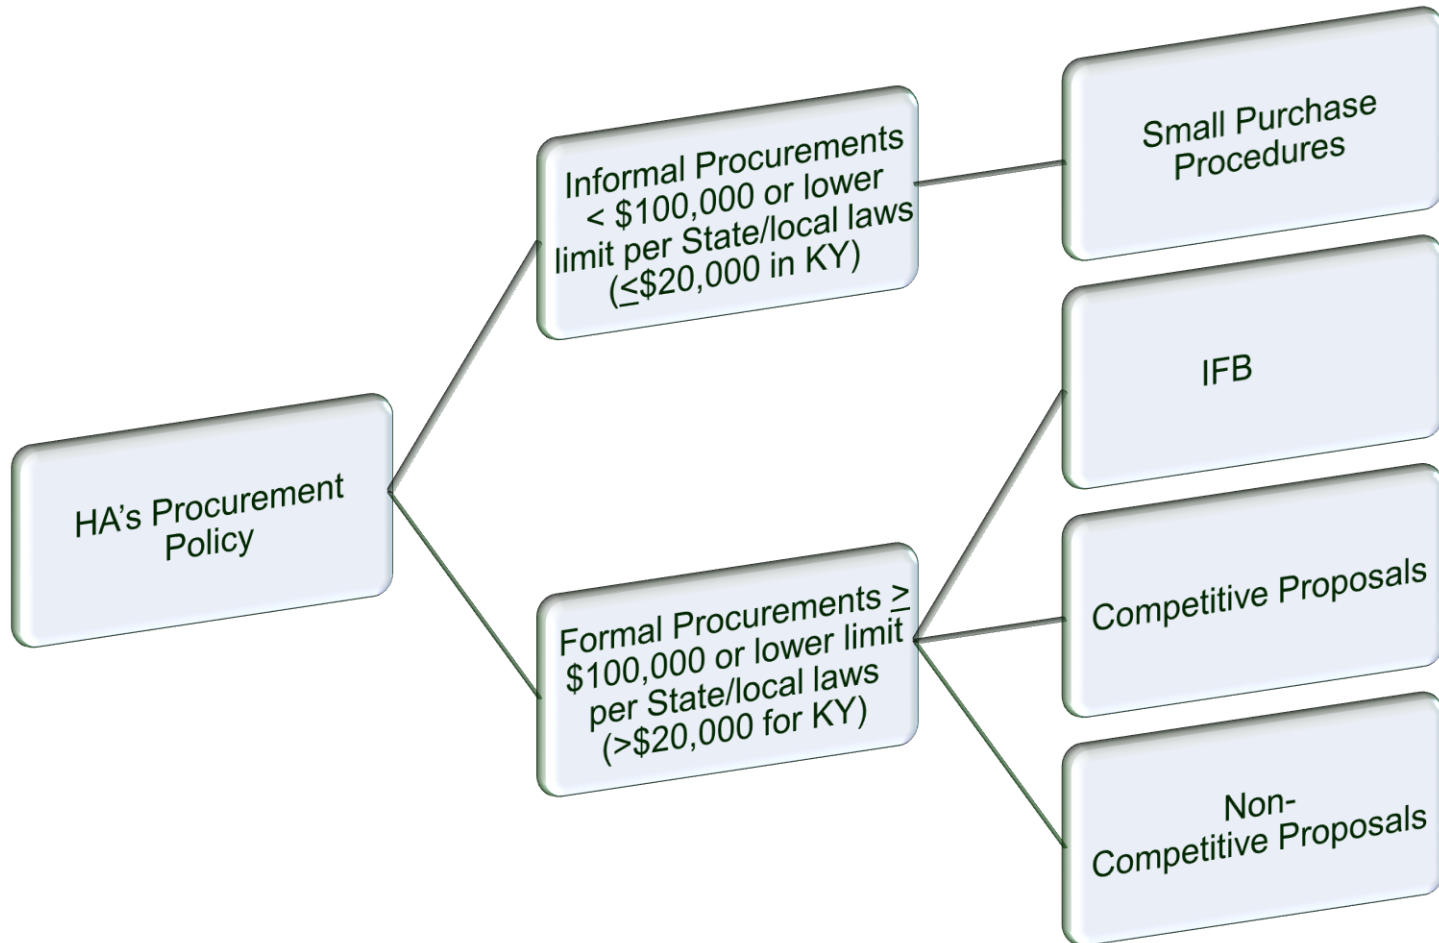 HA’s Procurement
Policy
Informal Procurements
< $100,000 or lower
limit per State/local laws
(≤$20,000 in KY)
Formal Procurements ≥
$100,000 or lower limit
per State/local laws
(>$20,000 for KY)
Small Purchase
Procedures
IFB
Competitive Proposals
Non-
Competitive Proposals